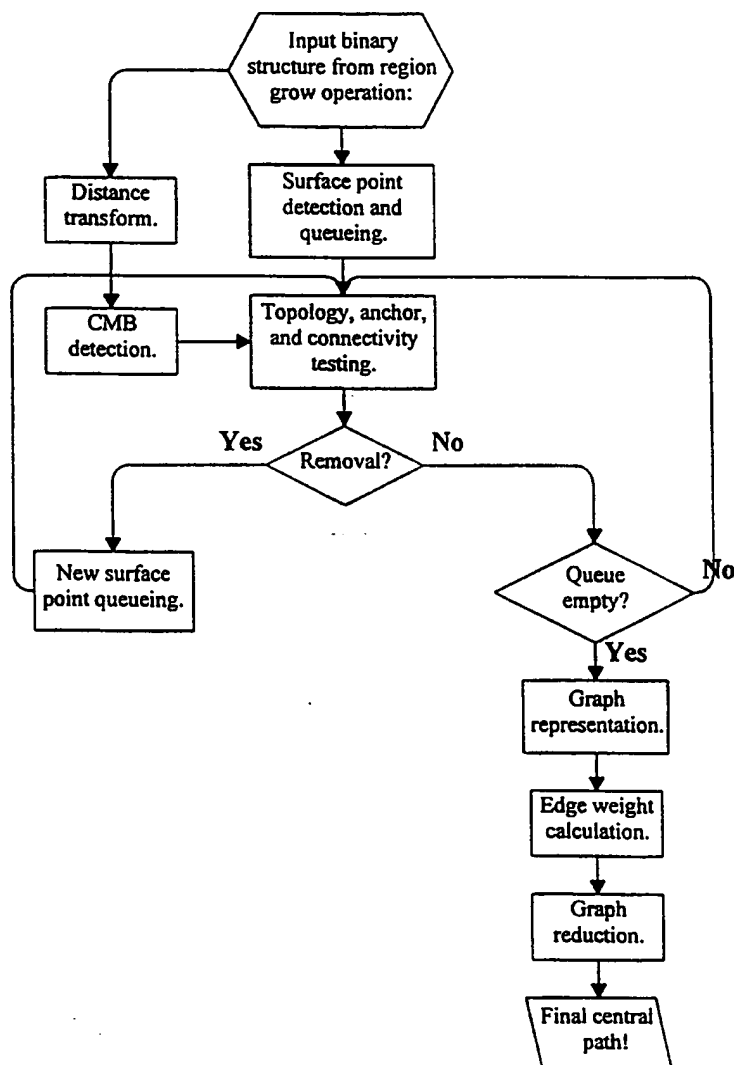 Input binary
structure from region
grow operation:
Distance
transform.
Surface point
detection and
queueing.
CMB
detection.
Topology, anchor,
and connectivity
testing.
Yes
Removal?
No
New surface
point queueing.
Queue
empty?
No
Yes
Graph
representation.
Edge weight
calculation.
Graph
reduction.
Final central
path!